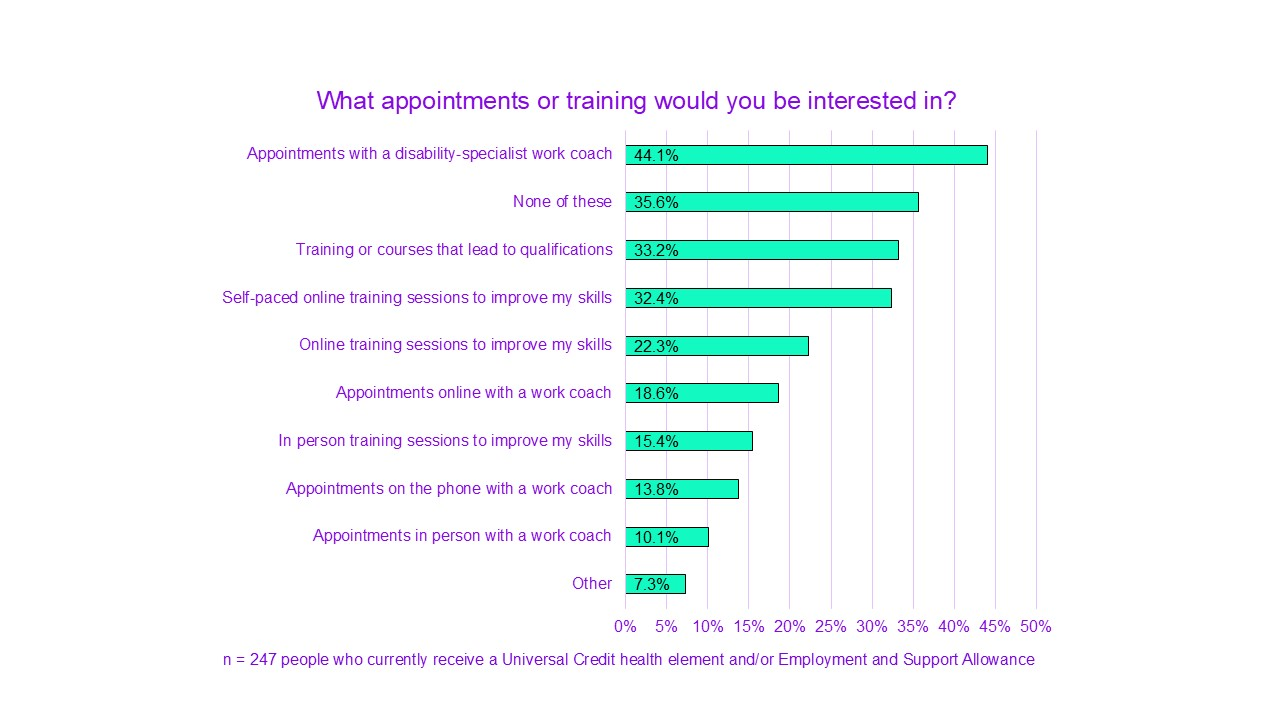 What appointments or training would you be interested in?
Appointments with a disability-specialist work coach 44.1%
None of these 35.6%
Training or courses that lead to qualifications 33.2%
Self-paced online training sessions to improve my skills 32.4%
Online training sessions to improve my skills 22.3%
Appointments online with a work coach 18.6%
In person training sessions to improve my skills 15.4%
Appointments on the phone with a work coach 13.8%
Appointments in person with a work coach 10.1%
Other 7.3%
0% 5% 10% 15% 20% 25% 30% 35% 40% 45% 50%
n = 247 people who currently receive a Universal Credit health element and/or Employment and Support Allowance